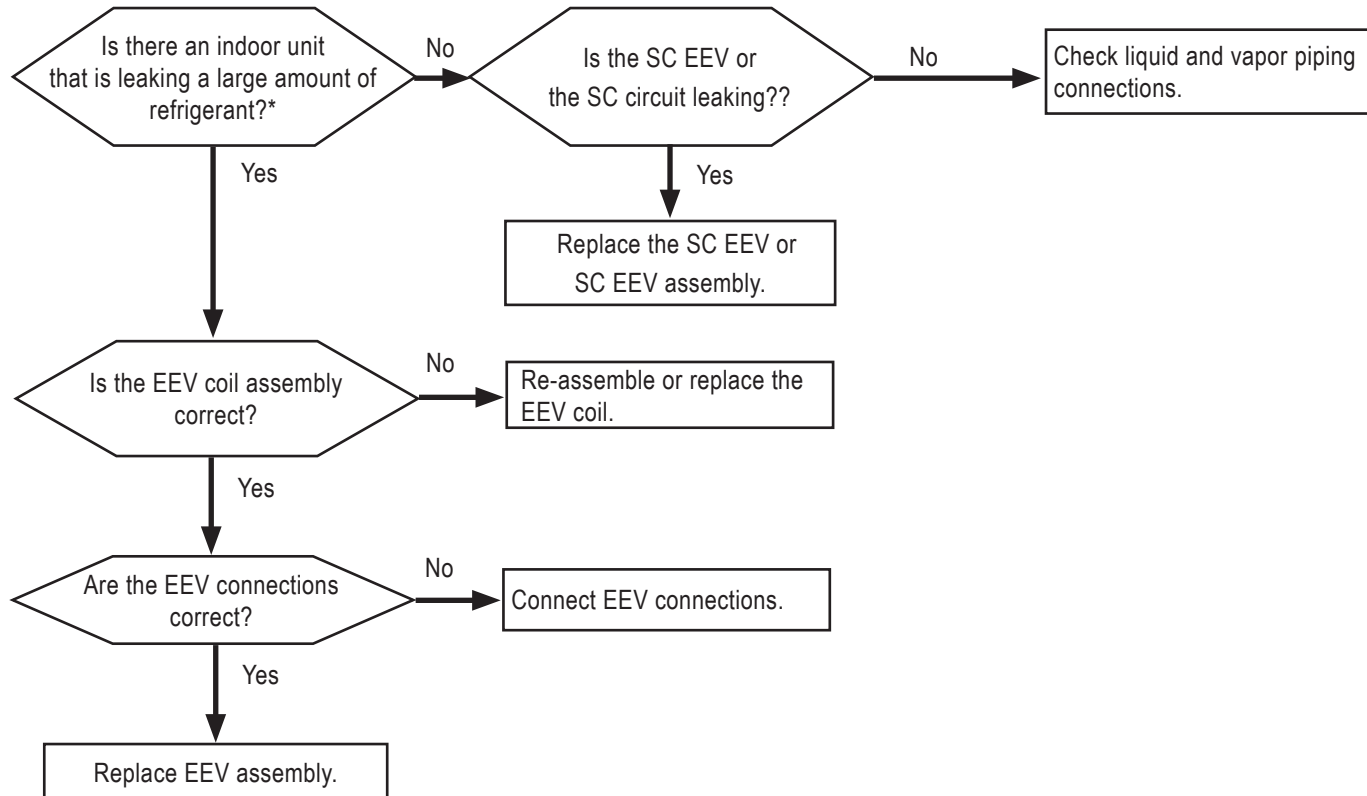 Is there an indoor unit
that is leaking a large amount of
refrigerant?*
No
Is the SC EEV or
the SC circuit leaking??
No
Check liquid and vapor piping
connections.
Yes
Yes
Replace the SC EEV or
SC EEV assembly.
Is the EEV coil assembly
correct?
No
Re-assemble or replace the
EEV coil.
Yes
Are the EEV connections
correct?
No
Connect EEV connections.
Yes
Replace EEV assembly.